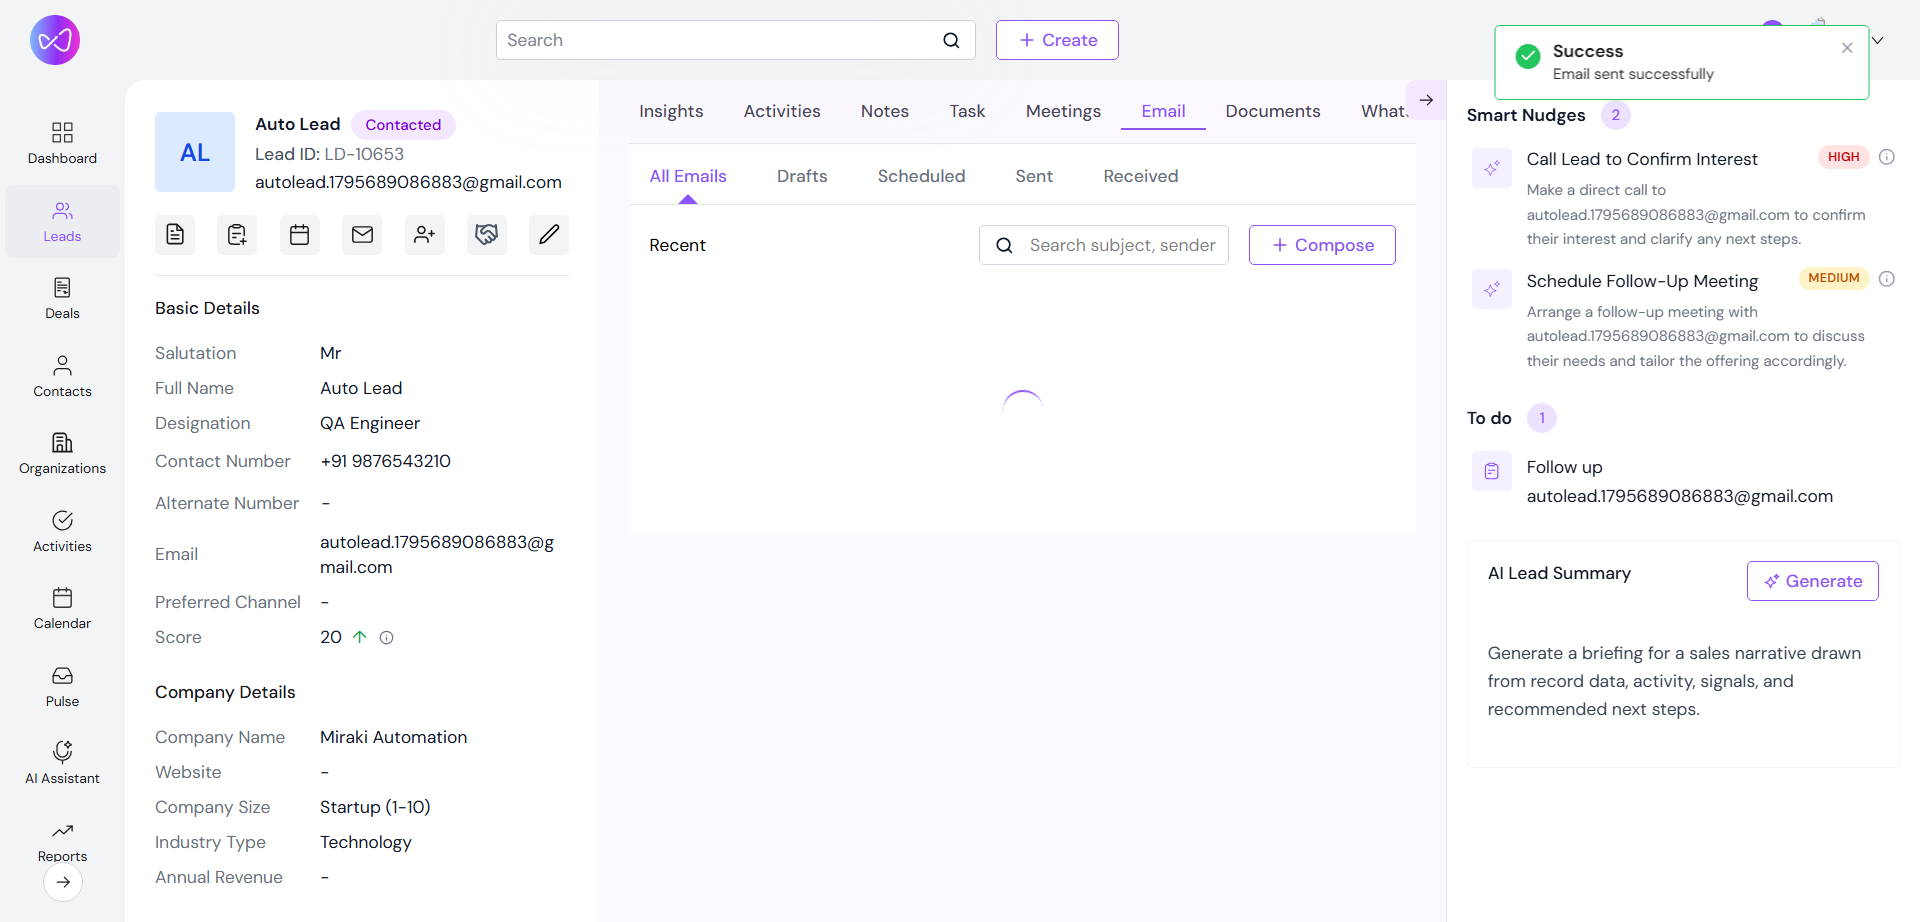 Search
Create
Success
Email sent successfully
Dashboard
Leads
Deals
Contacts
Organizations
Activities
Calendar
Pulse
AI Assistant
Reports
AL
Auto Lead
Contacted
Lead ID: LD-10653
autolead.1795689086883@gmail.com
Basic Details
Salutation Mr
Full Name Auto Lead
Designation QA Engineer
Contact Number +91 9876543210
Alternate Number -
Email autolead.1795689086883@g
mail.com
Preferred Channel -
Score 20
Company Details
Company Name Miraki Automation
Website -
Company Size Startup (1-10)
Industry Type Technology
Annual Revenue -
Insights Activities Notes Task Meetings Email Documents
All Emails Drafts Scheduled Sent Received
Recent
Search subject, sender
Compose
Smart Nudges 2
Call Lead to Confirm Interest HIGH
Make a direct call to
autolead.1795689086883@gmail.com to confirm
their interest and clarify any next steps.
Schedule Follow-Up Meeting MEDIUM
Arrange a follow-up meeting with
autolead.1795689086883@gmail.com to discuss
their needs and tailor the offering accordingly.
To do 1
Follow up
autolead.1795689086883@gmail.com
AI Lead Summary
Generate
Generate a briefing for a sales narrative drawn
from record data, activity, signals, and
recommended next steps.